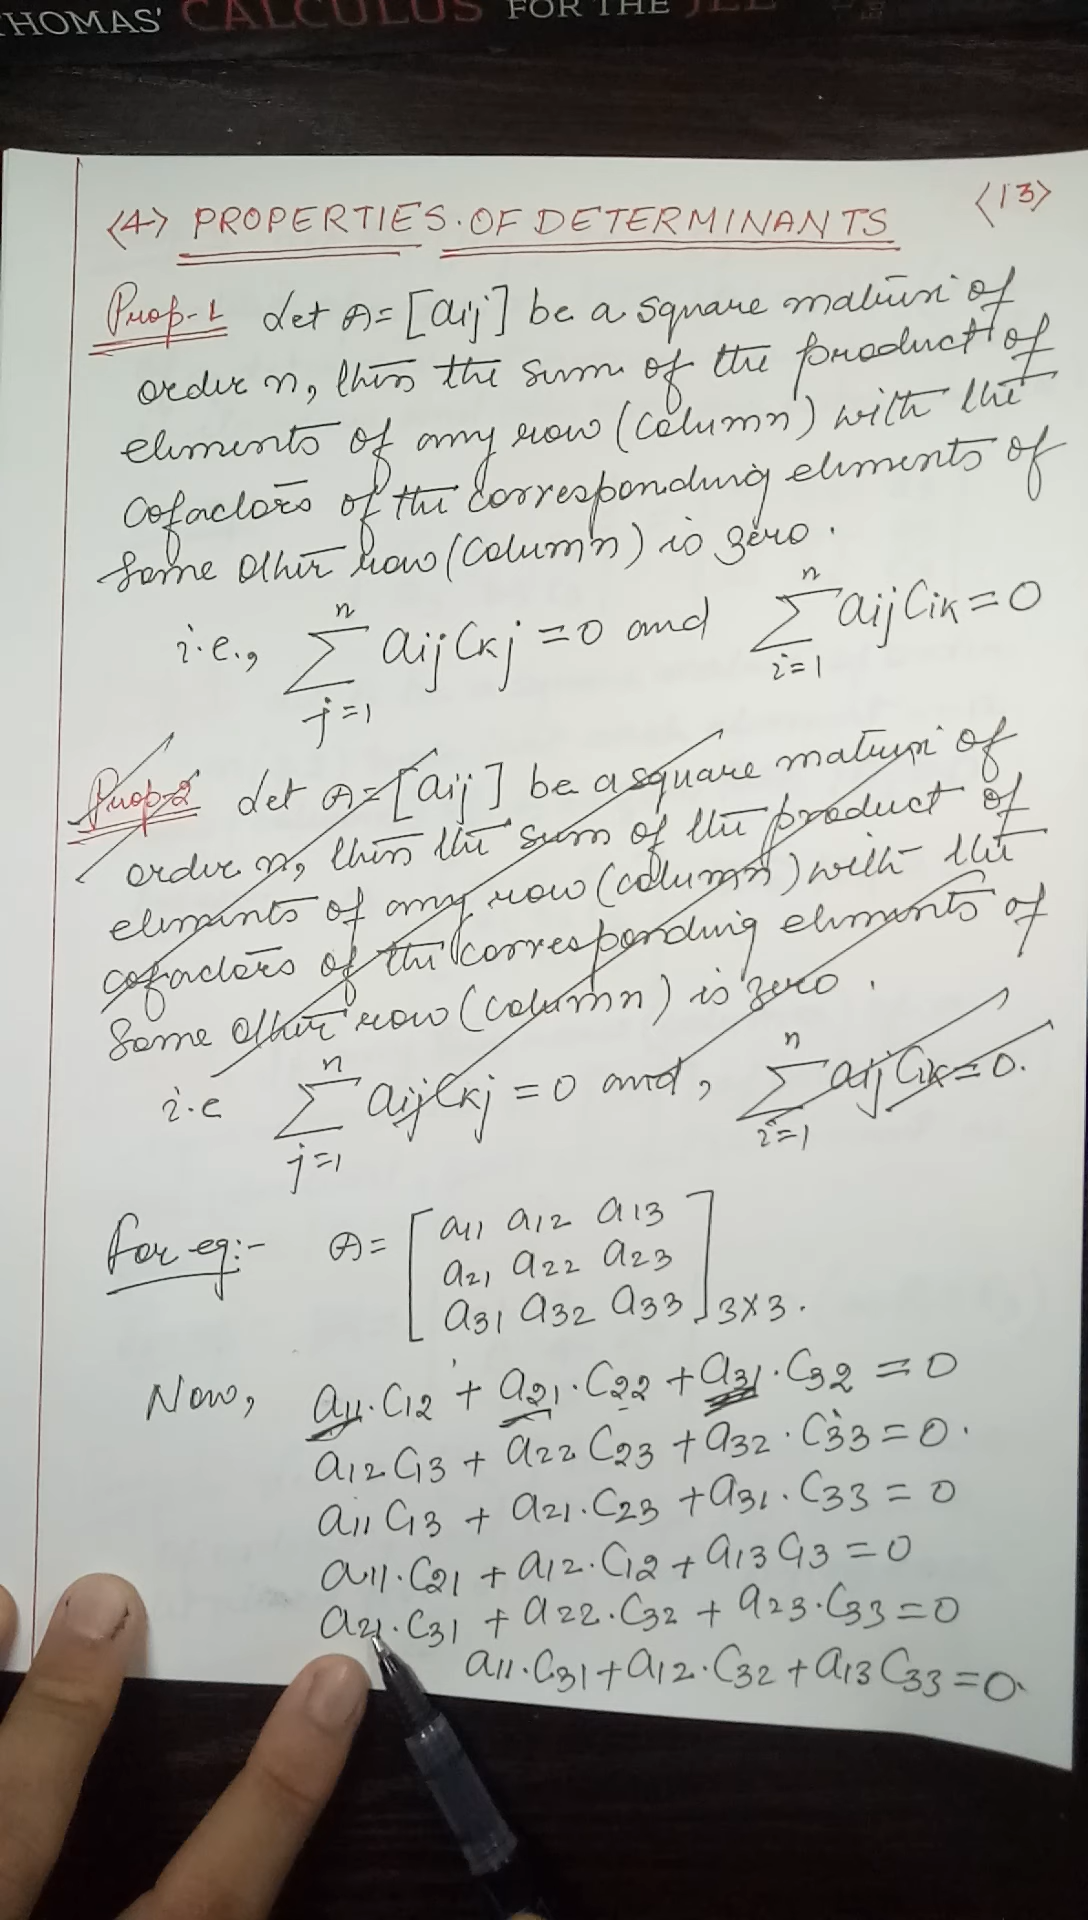 THOMAS' CALCULUS FOR THE JEE
<4> PROPERTIES OF DETERMINANTS <13>
Prop-1 Let A = [aij] be a square matrix of
order n, then the sum of the product of
elements of any row (column) with the
cofactors of the corresponding elements of
some other row (column) is zero.
i.e., n∑j=1 aij Ckj = 0 and n∑i=1 aij Cik = 0
Prop-2 Let A = [aij] be a square matrix of
order n, then the sum of the product of
elements of any row (column) with the
cofactors of the corresponding elements of
some other row (column) is zero.
i.e n∑j=1 aij Ckj = 0 and, n∑i=1 aij Cik = 0.
For eg:- A = [a11 a12 a13
a21 a22 a23
a31 a32 a33]3×3.
Now, a11.C12 + a21.C22 + a31.C32 = 0
a12 C13 + a22 C23 + a32.C33 = 0.
a11 C13 + a21.C23 + a31.C33 = 0
a11.C21 + a12.C12 + a13 C13 = 0
a21.C31 + a22.C32 + a23.C33 = 0
a11.C31 + a12.C32 + a13 C33 = 0.